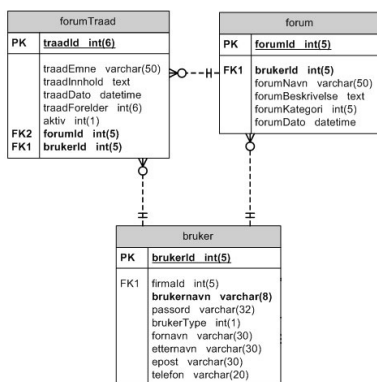 forumTraad
PK traadId int(6)
traadEmne varchar(50)
traadInnhold text
traadDato datetime
traadForelder int(6)
aktiv int(1)
FK2 forumId int(5)
FK1 brukerId int(5)
forum
PK forumId int(5)
FK1 brukerId int(5)
forumNavn varchar(50)
forumBeskrivelse text
forumKategori int(5)
forumDato datetime
bruker
PK brukerId int(5)
FK1 firmaId int(5)
brukernavn varchar(8)
passord varchar(32)
brukerType int(1)
fornavn varchar(30)
etternavn varchar(30)
epost varchar(30)
telefon varchar(20)